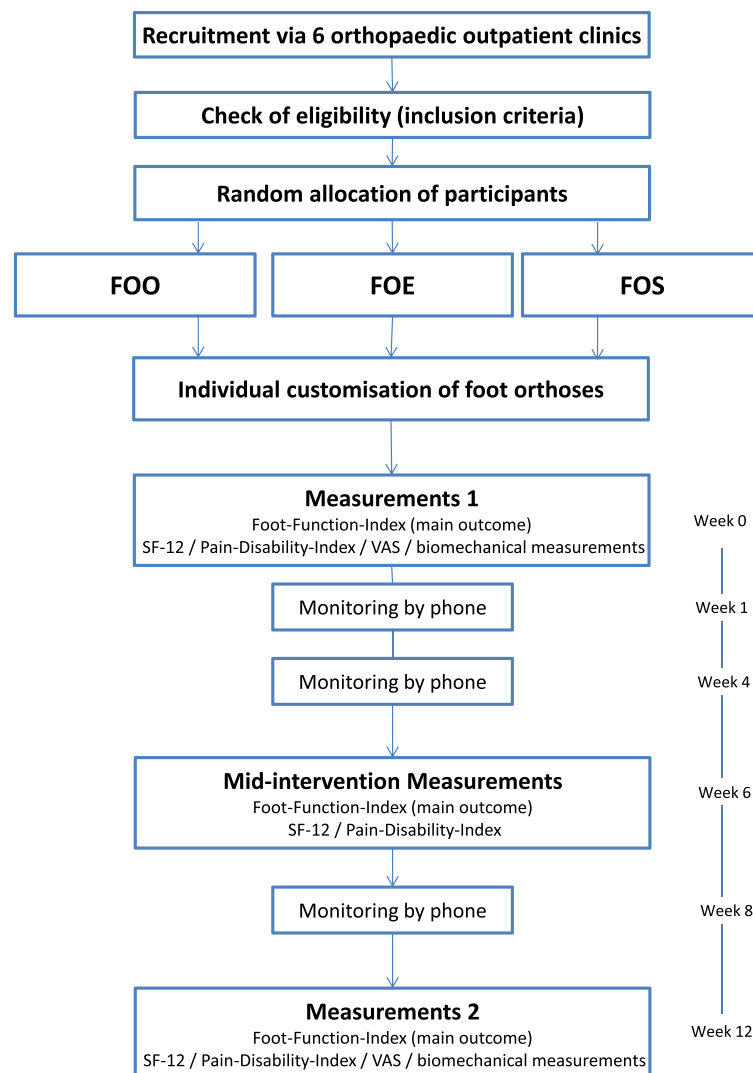 Recruitment via 6 orthopaedic outpatient clinics
Check of eligibility (inclusion criteria)
Random allocation of participants
FOO
FOE
FOS
Individual customisation of foot orthoses
Measurements 1
Foot-Function-Index (main outcome)
SF-12 / Pain-Disability-Index / VAS / biomechanical measurements
Week 0
Monitoring by phone
Week 1
Monitoring by phone
Week 4
Mid-intervention Measurements
Foot-Function-Index (main outcome)
SF-12 / Pain-Disability-Index
Week 6
Monitoring by phone
Week 8
Measurements 2
Foot-Function-Index (main outcome)
SF-12 / Pain-Disability-Index / VAS / biomechanical measurements
Week 12